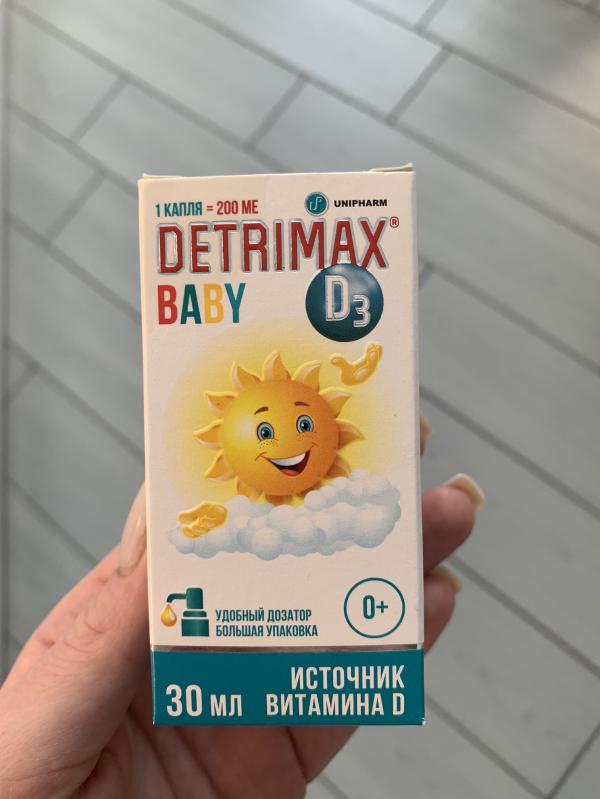 1 КАПЛЯ = 200 МЕ
UNIPHARM
DETRIMAX®
BABY
D3
УДОБНЫЙ ДОЗАТОР
БОЛЬШАЯ УПАКОВКА
0+
30 МЛ
ИСТОЧНИК
ВИТАМИНА D